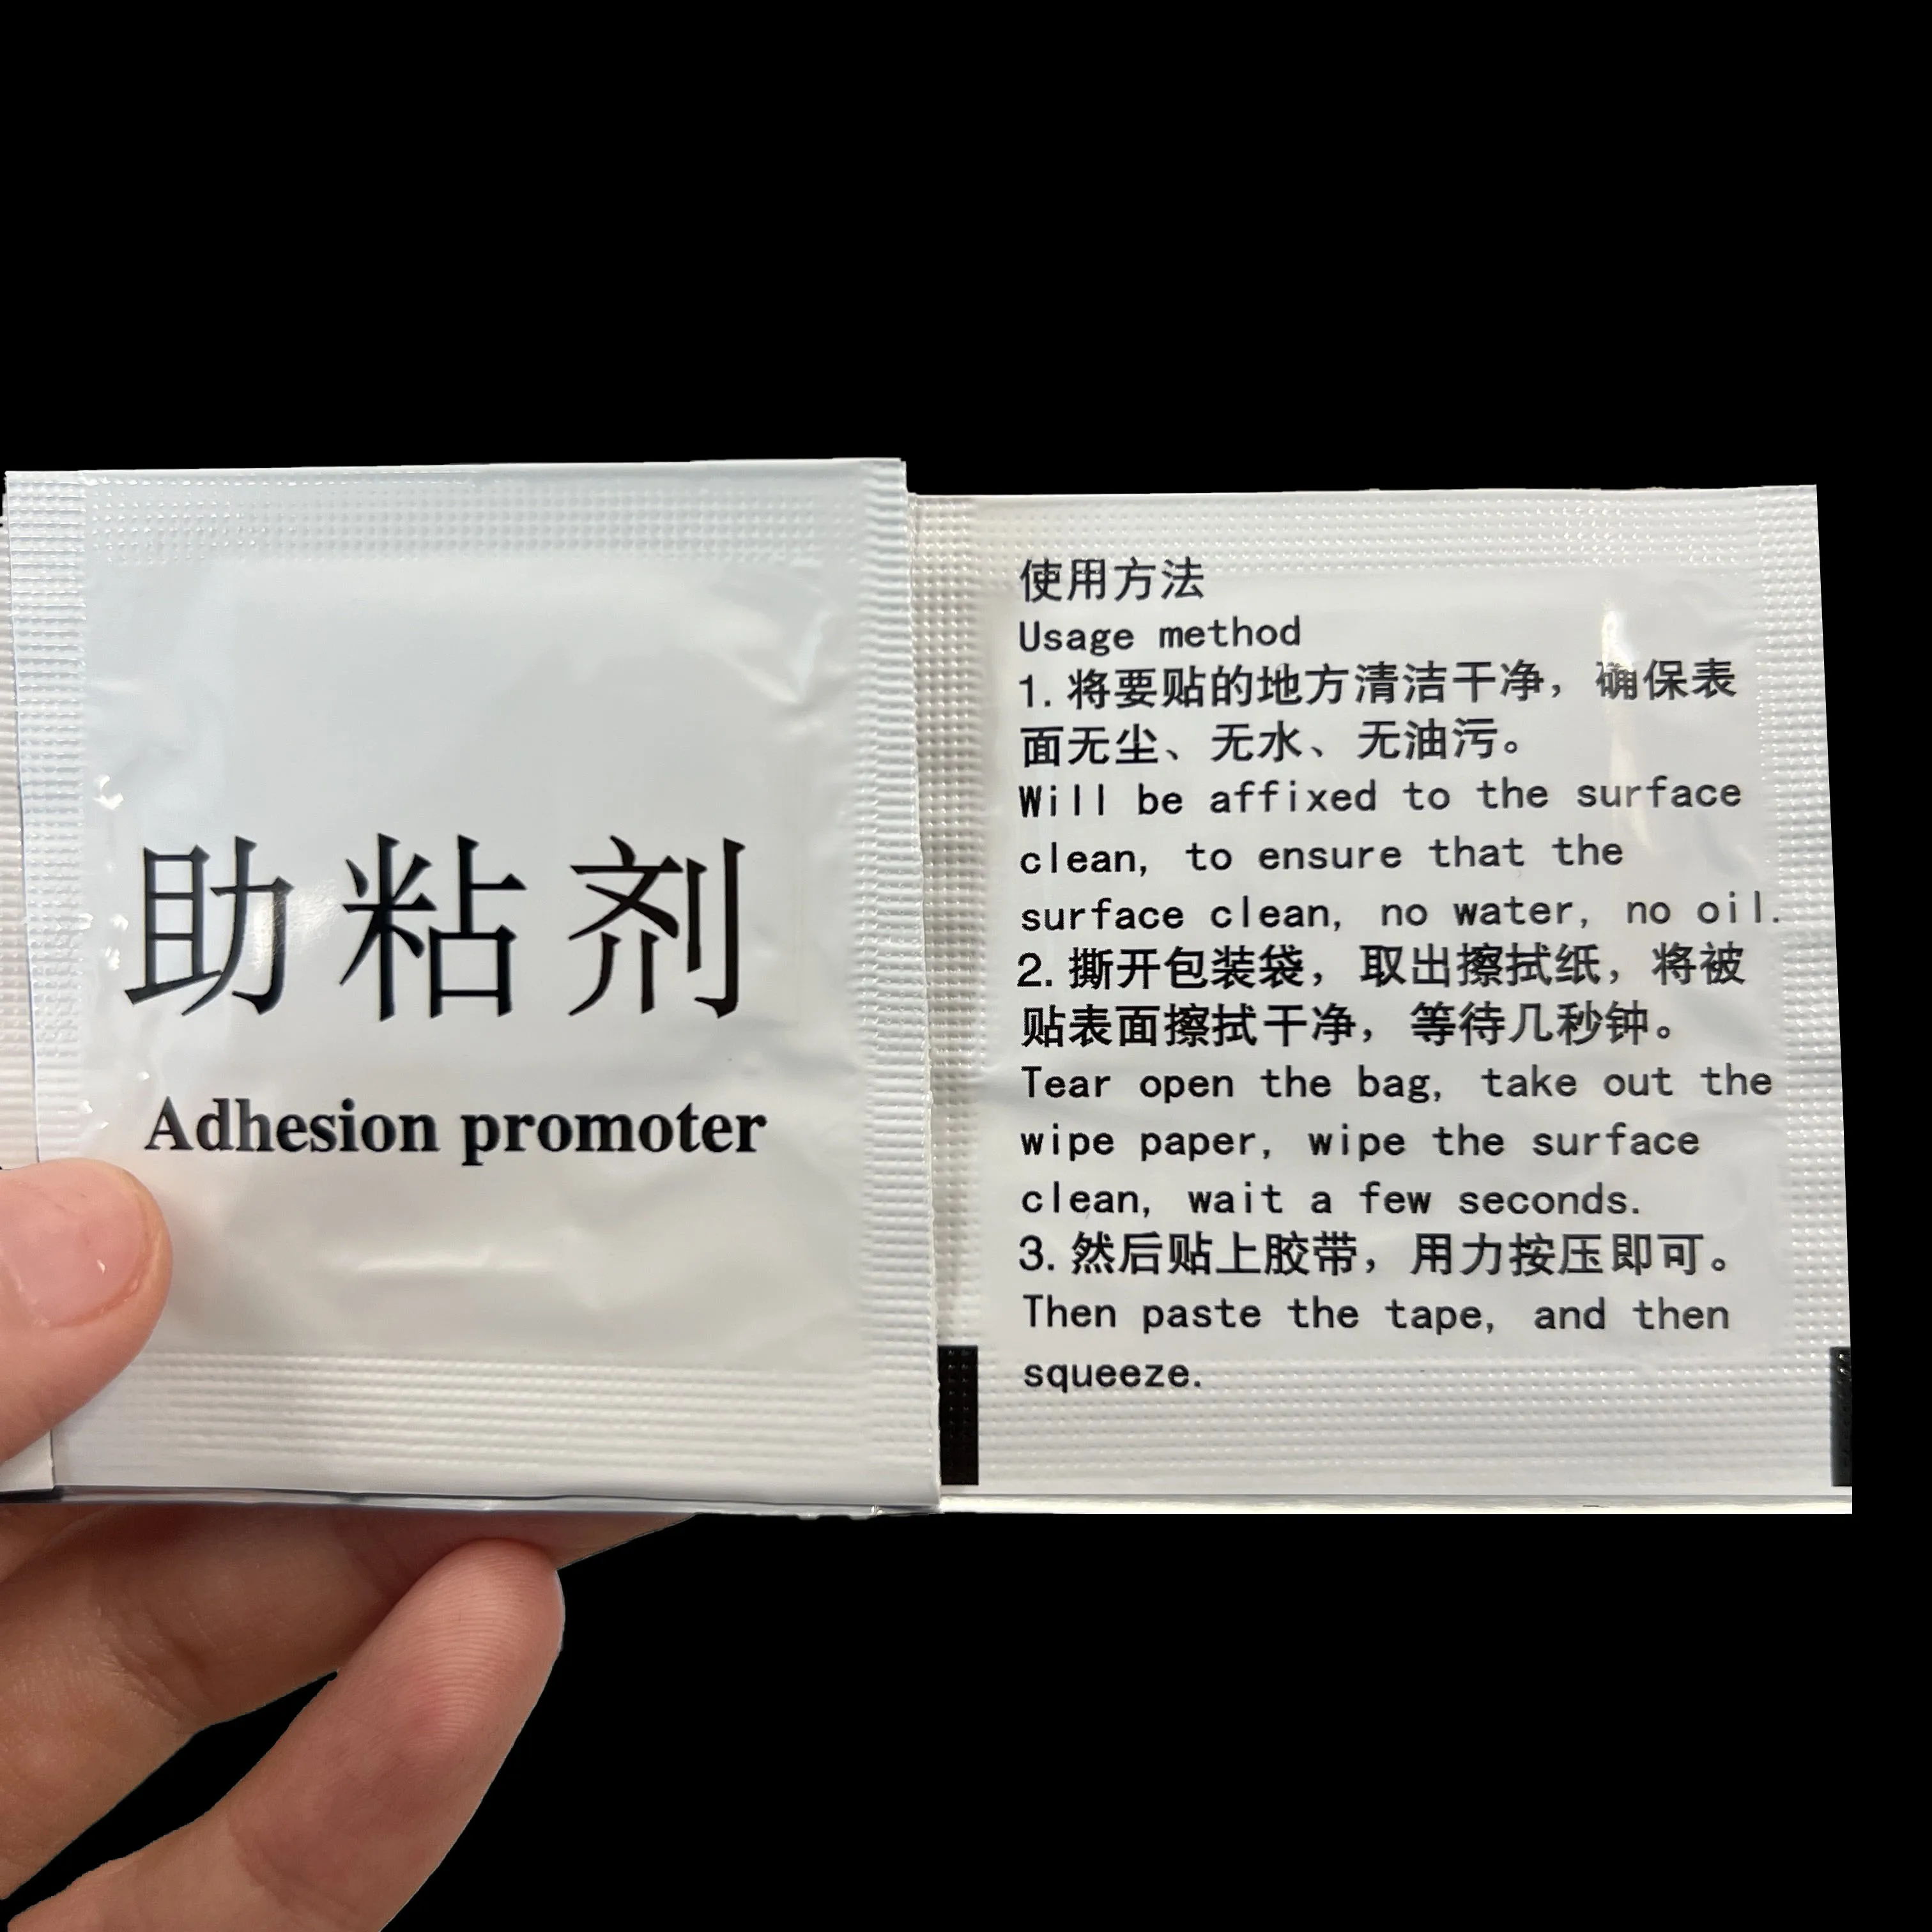 助粘剂
Adhesion promoter
使用方法
Usage method
1. 将要贴的地方清洁干净，确保表
面无尘、无水、无油污。
Will be affixed to the surface
clean, to ensure that the
surface clean, no water, no oil.
2. 撕开包装袋，取出擦拭纸，将被
贴表面擦拭干净，等待几秒钟。
Tear open the bag, take out the
wipe paper, wipe the surface
clean, wait a few seconds.
3. 然后贴上胶带，用力按压即可。
Then paste the tape, and then
squeeze.